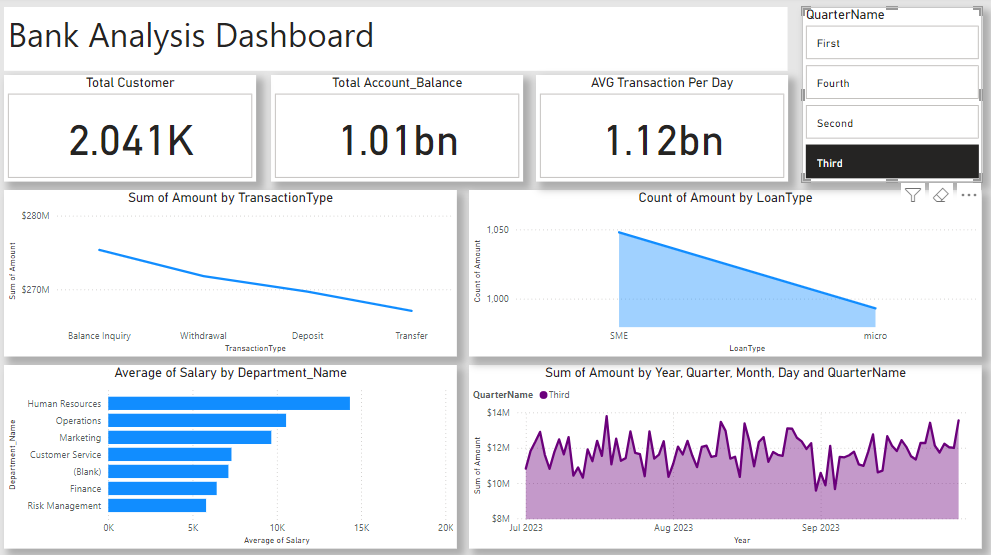 Bank Analysis Dashboard
QuarterName
First
Fourth
Second
Third
Total Customer
2.041K
Total Account_Balance
1.01bn
AVG Transaction Per Day
1.12bn
Sum of Amount by TransactionType
Sum of Amount
$280M
$270M
Balance Inquiry Withdrawal Deposit Transfer
TransactionType
Count of Amount by LoanType
Count of Amount
1,050
1,000
SME micro
LoanType
Average of Salary by Department_Name
Department_Name
Human Resources
Operations
Marketing
Customer Service
(Blank)
Finance
Risk Management
0K 5K 10K 15K 20K
Average of Salary
Sum of Amount by Year, Quarter, Month, Day and QuarterName
QuarterName Third
Sum of Amount
$14M
$12M
$10M
$8M
Jul 2023 Aug 2023 Sep 2023
Year